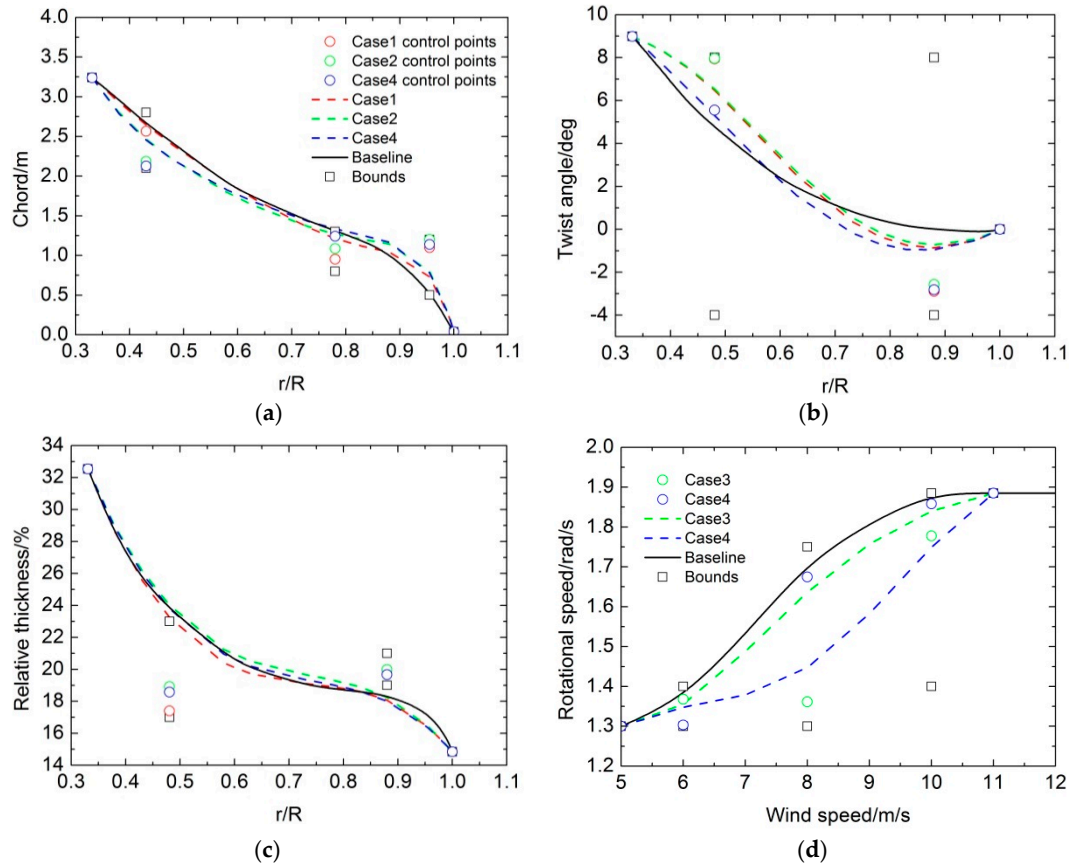 4.0
3.5
3.0
2.5
2.0
1.5
1.0
0.5
0.0
Chord/m
Case1 control points
Case2 control points
Case4 control points
Case1
Case2
Case4
Baseline
Bounds
0.3 0.4 0.5 0.6 0.7 0.8 0.9 1.0 1.1
r/R
(a)
10
8
6
4
2
0
-2
-4
Twist angle/deg
0.3 0.4 0.5 0.6 0.7 0.8 0.9 1.0 1.1
r/R
(b)
34
32
30
28
26
24
22
20
18
16
14
Relative thickness/%
0.3 0.4 0.5 0.6 0.7 0.8 0.9 1.0 1.1
r/R
(c)
2.0
1.9
1.8
1.7
1.6
1.5
1.4
1.3
1.2
Rotational speed/rad/s
Case3
Case4
Case3
Case4
Baseline
Bounds
5 6 7 8 9 10 11 12
Wind speed/m/s
(d)